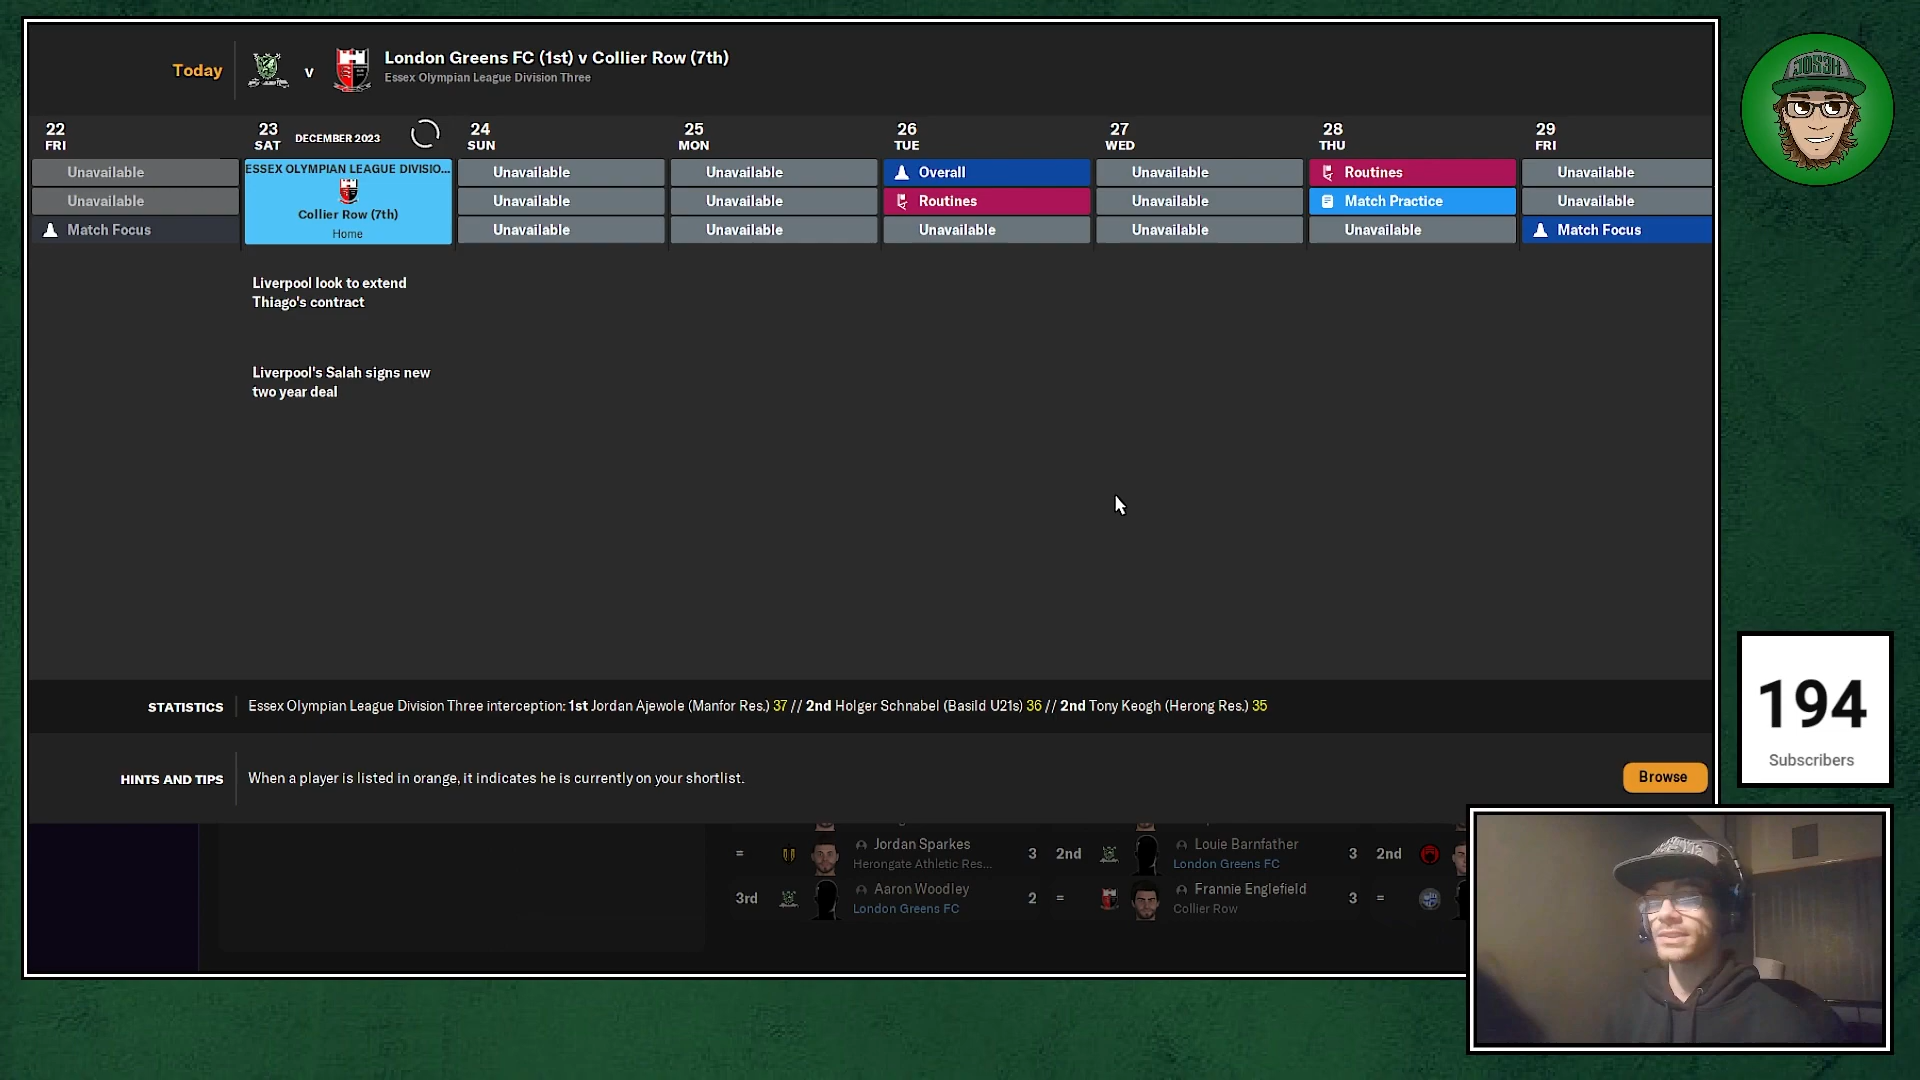 London Greens FC (1st) v Collier Row (7th)
Today
v
Essex Olympian League Division Three
JOS3H
22
FRI
23
SAT
DECEMBER 2023
24
SUN
25
MON
26
TUE
27
WED
28
THU
29
FRI
Unavailable
ESSEX OLYMPIAN LEAGUE DIVISIO...
Unavailable
Unavailable
Overall
Unavailable
Routines
Unavailable
Unavailable
Collier Row (7th)
Unavailable
Unavailable
Routines
Unavailable
Match Practice
Unavailable
Match Focus
Home
Unavailable
Unavailable
Unavailable
Unavailable
Unavailable
Match Focus
Liverpool look to extend
Thiago's contract
Liverpool's Salah signs new
two year deal
STATISTICS
Essex Olympian League Division Three interception: 1st Jordan Ajewole (Manfor Res.) 37 // 2nd Holger Schnabel (Basild U21s) 36 // 2nd Tony Keogh (Herong Res.) 35
HINTS AND TIPS
When a player is listed in orange, it indicates he is currently on your shortlist.
Browse
194
Subscribers
=
Jordan Sparkes
Herongate Athletic Res...
3
2nd
Louie Barnfather
London Greens FC
3
2nd
3rd
Aaron Woodley
London Greens FC
2
=
Frannie Englefield
Collier Row
3
=